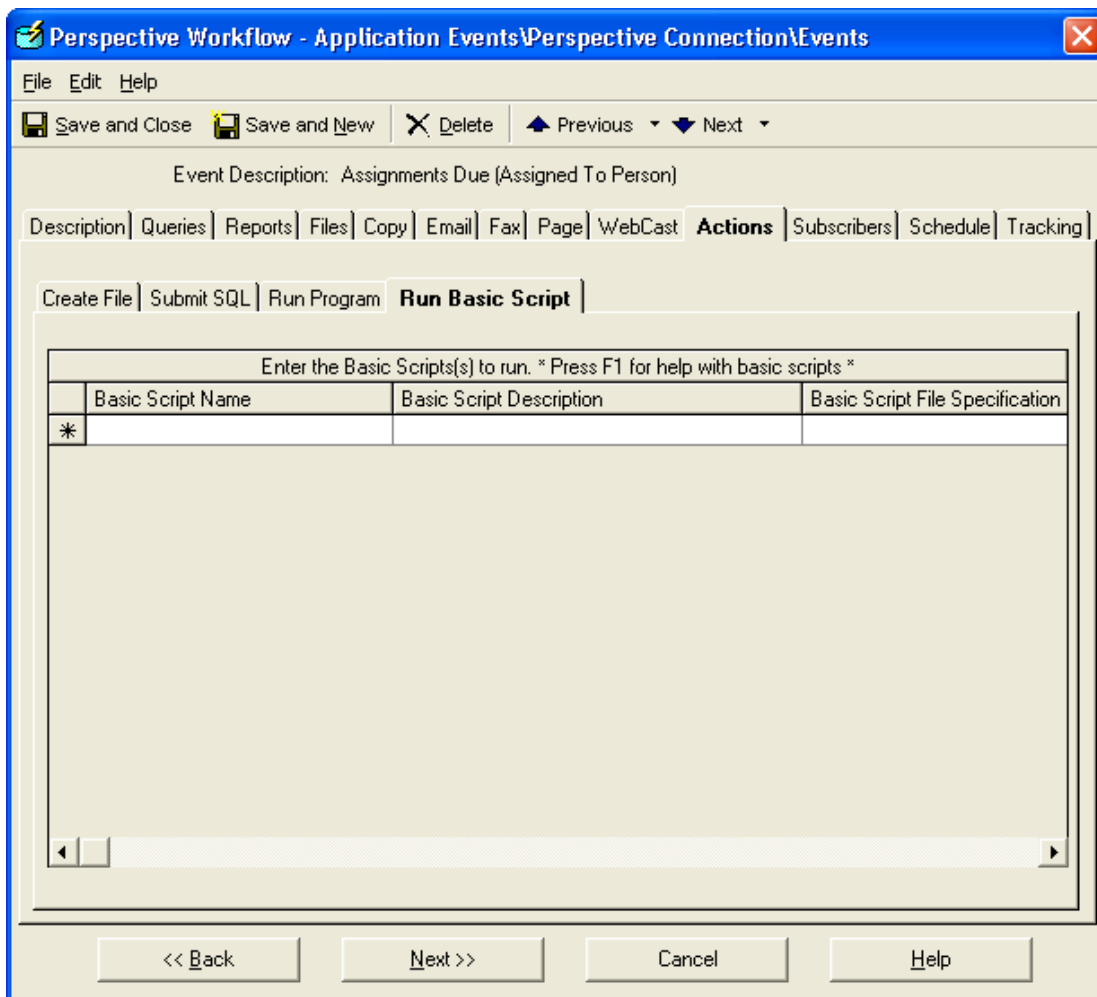 Perspective Workflow - Application Events\Perspective Connection\Events
File Edit Help
Save and Close Save and New Delete Previous Next
Event Description: Assignments Due (Assigned To Person)
Description Queries Reports Files Copy Email Fax Page WebCast Actions Subscribers Schedule Tracking
Create File Submit SQL Run Program Run Basic Script
Enter the Basic Scripts(s) to run. * Press F1 for help with basic scripts *
Basic Script Name Basic Script Description Basic Script File Specification
<< Back Next >> Cancel Help